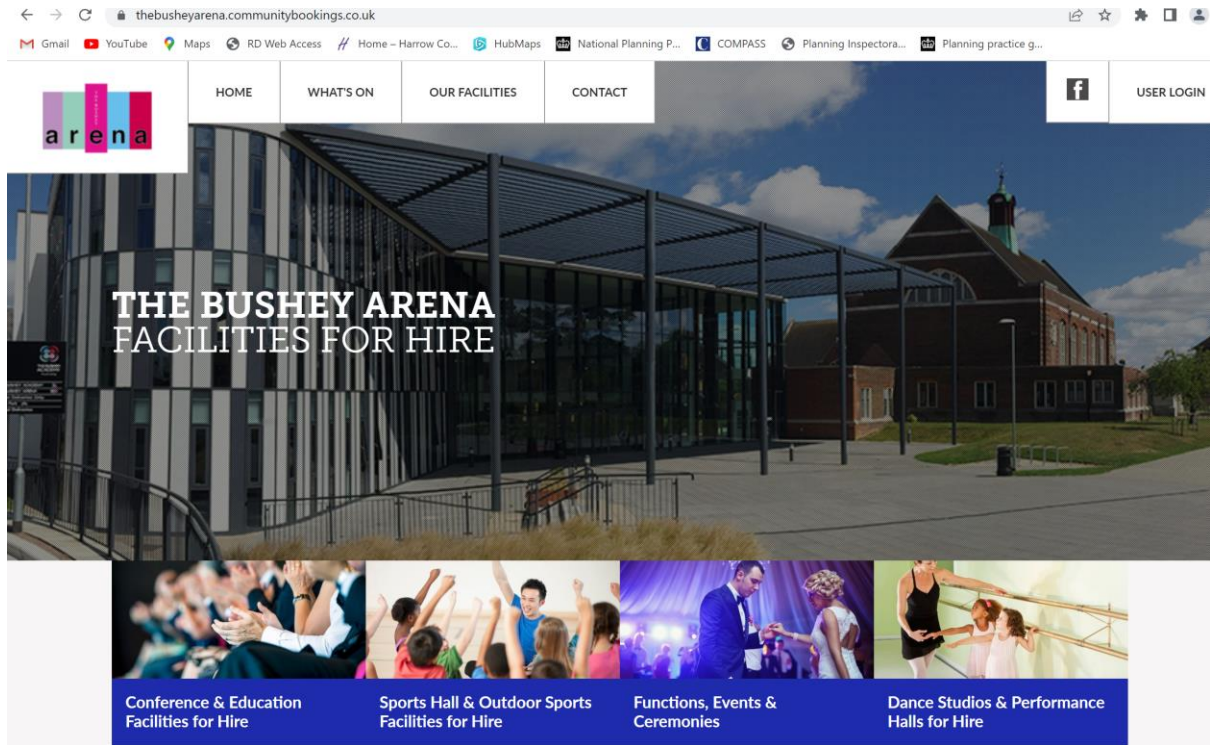 thebusheyarena.communitybookings.co.uk
Gmail YouTube Maps RD Web Access Home – Harrow Co... HubMaps National Planning P... COMPASS Planning Inspectora... Planning practice g...
arena
HOME WHAT'S ON OUR FACILITIES CONTACT
f
USER LOGIN
THE BUSHEY ARENA
FACILITIES FOR HIRE
Conference & Education
Facilities for Hire
Sports Hall & Outdoor Sports
Facilities for Hire
Functions, Events &
Ceremonies
Dance Studios & Performance
Halls for Hire